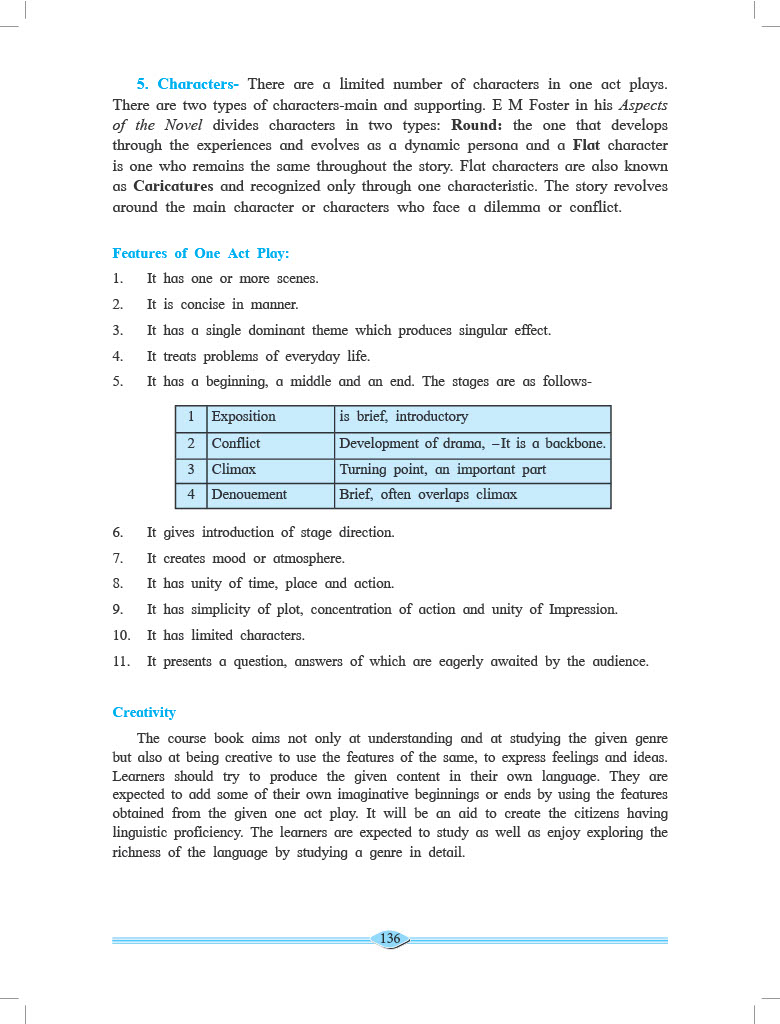 5. Characters- There are a limited number of characters in one act plays.
There are two types of characters-main and supporting. E M Foster in his Aspects
of the Novel divides characters in two types: Round: the one that develops
through the experiences and evolves as a dynamic persona and a Flat character
is one who remains the same throughout the story. Flat characters are also known
as Caricatures and recognized only through one characteristic. The story revolves
around the main character or characters who face a dilemma or conflict.
Features of One Act Play:
1. It has one or more scenes.
2. It is concise in manner.
3. It has a single dominant theme which produces singular effect.
4. It treats problems of everyday life.
5. It has a beginning, a middle and an end. The stages are as follows-
1 Exposition is brief, introductory
2 Conflict Development of drama, –It is a backbone.
3 Climax Turning point, an important part
4 Denouement Brief, often overlaps climax
6. It gives introduction of stage direction.
7. It creates mood or atmosphere.
8. It has unity of time, place and action.
9. It has simplicity of plot, concentration of action and unity of Impression.
10. It has limited characters.
11. It presents a question, answers of which are eagerly awaited by the audience.
Creativity
The course book aims not only at understanding and at studying the given genre
but also at being creative to use the features of the same, to express feelings and ideas.
Learners should try to produce the given content in their own language. They are
expected to add some of their own imaginative beginnings or ends by using the features
obtained from the given one act play. It will be an aid to create the citizens having
linguistic proficiency. The learners are expected to study as well as enjoy exploring the
richness of the language by studying a genre in detail.
136